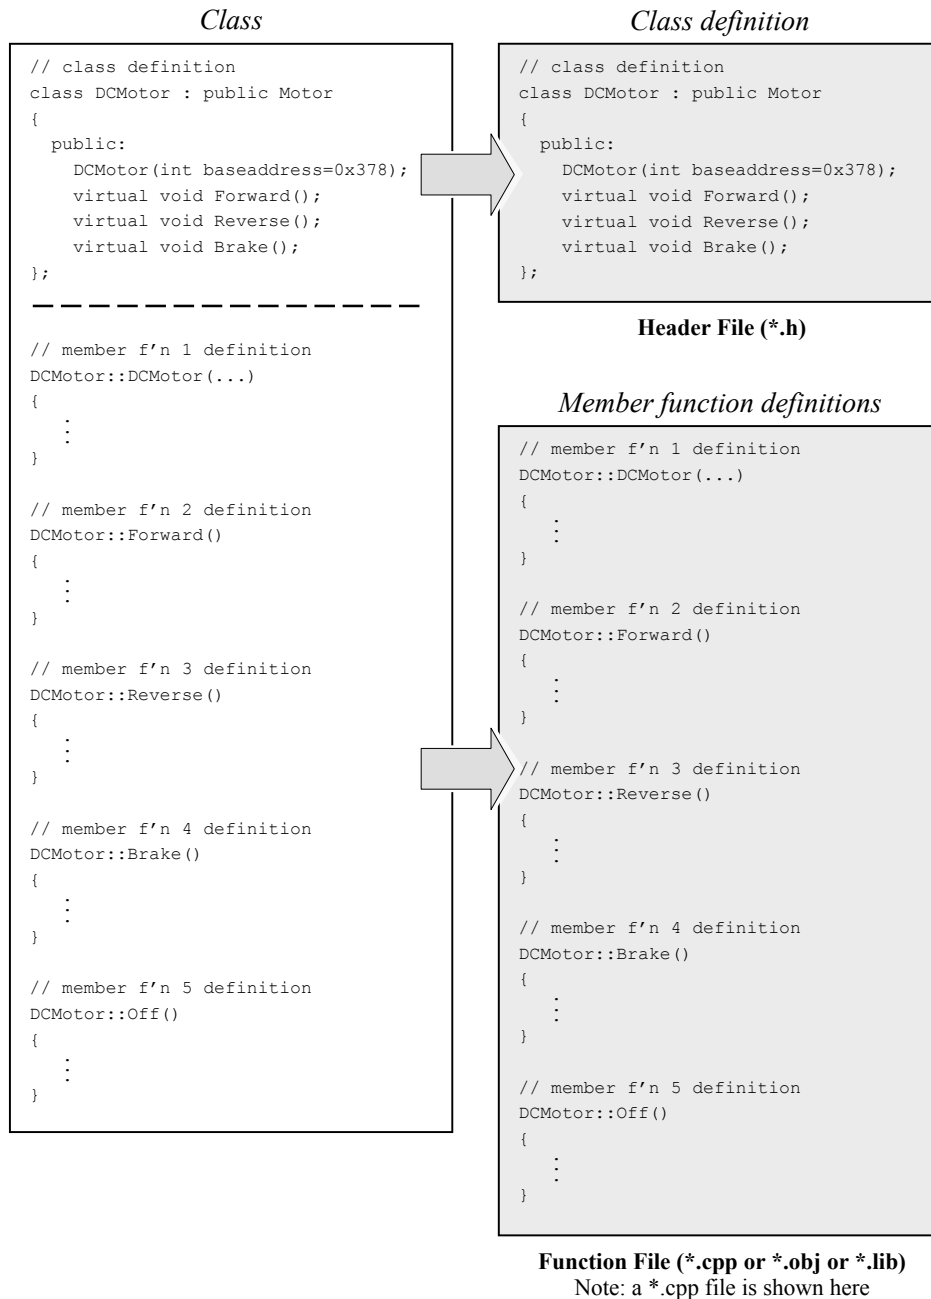 Class
// class definition
class DCMotor : public Motor
{
public:
DCMotor(int baseaddress=0x378);
virtual void Forward();
virtual void Reverse();
virtual void Brake();
};
// member f'n 1 definition
DCMotor::DCMotor(...)
{
⋮
}
// member f'n 2 definition
DCMotor::Forward()
{
⋮
}
// member f'n 3 definition
DCMotor::Reverse()
{
⋮
}
// member f'n 4 definition
DCMotor::Brake()
{
⋮
}
// member f'n 5 definition
DCMotor::Off()
{
⋮
}
Class definition
// class definition
class DCMotor : public Motor
{
public:
DCMotor(int baseaddress=0x378);
virtual void Forward();
virtual void Reverse();
virtual void Brake();
};
Header File (*.h)
Member function definitions
// member f'n 1 definition
DCMotor::DCMotor(...)
{
⋮
}
// member f'n 2 definition
DCMotor::Forward()
{
⋮
}
// member f'n 3 definition
DCMotor::Reverse()
{
⋮
}
// member f'n 4 definition
DCMotor::Brake()
{
⋮
}
// member f'n 5 definition
DCMotor::Off()
{
⋮
}
Function File (*.cpp or *.obj or *.lib)
Note: a *.cpp file is shown here